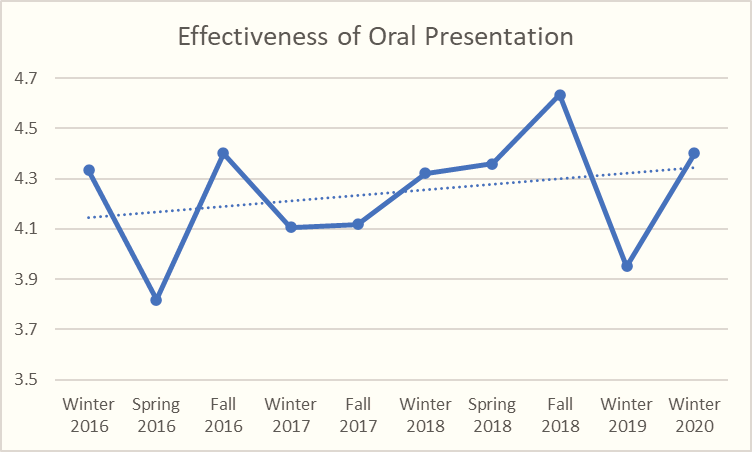 Effectiveness of Oral Presentation
4.7
4.5
4.3
4.1
3.9
3.7
3.5
Winter 2016
Spring 2016
Fall 2016
Winter 2017
Fall 2017
Winter 2018
Spring 2018
Fall 2018
Winter 2019
Winter 2020